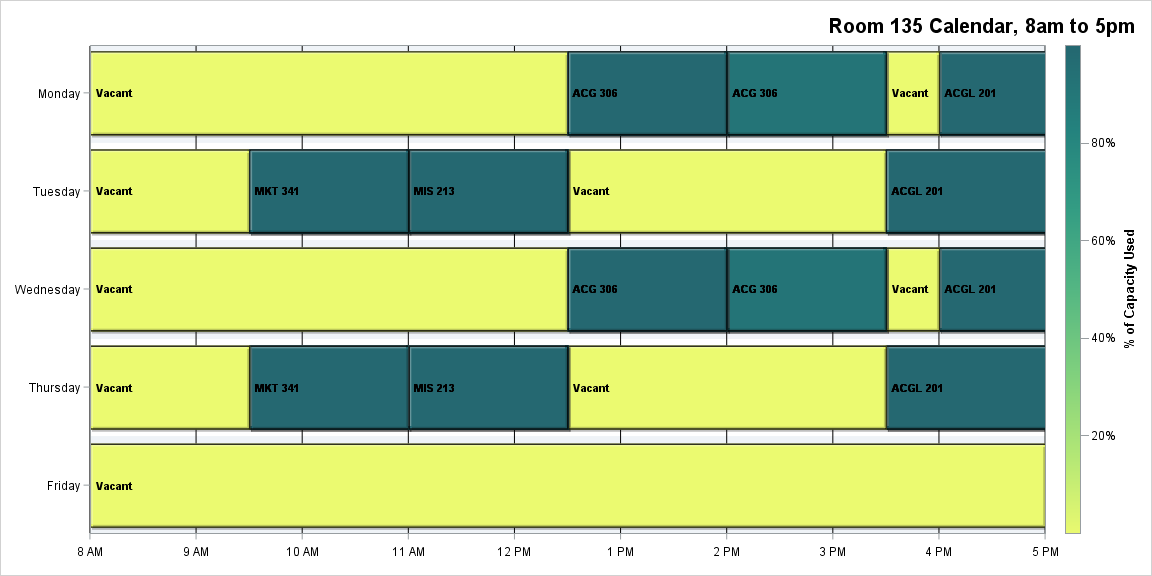 Room 135 Calendar, 8am to 5pm
Monday
Vacant
ACG 306
ACG 306
Vacant
ACGL 201
Tuesday
Vacant
MKT 341
MIS 213
Vacant
ACGL 201
Wednesday
Vacant
ACG 306
ACG 306
Vacant
ACGL 201
Thursday
Vacant
MKT 341
MIS 213
Vacant
ACGL 201
Friday
Vacant
8 AM
9 AM
10 AM
11 AM
12 PM
1 PM
2 PM
3 PM
4 PM
5 PM
80%
60%
40%
20%
% of Capacity Used